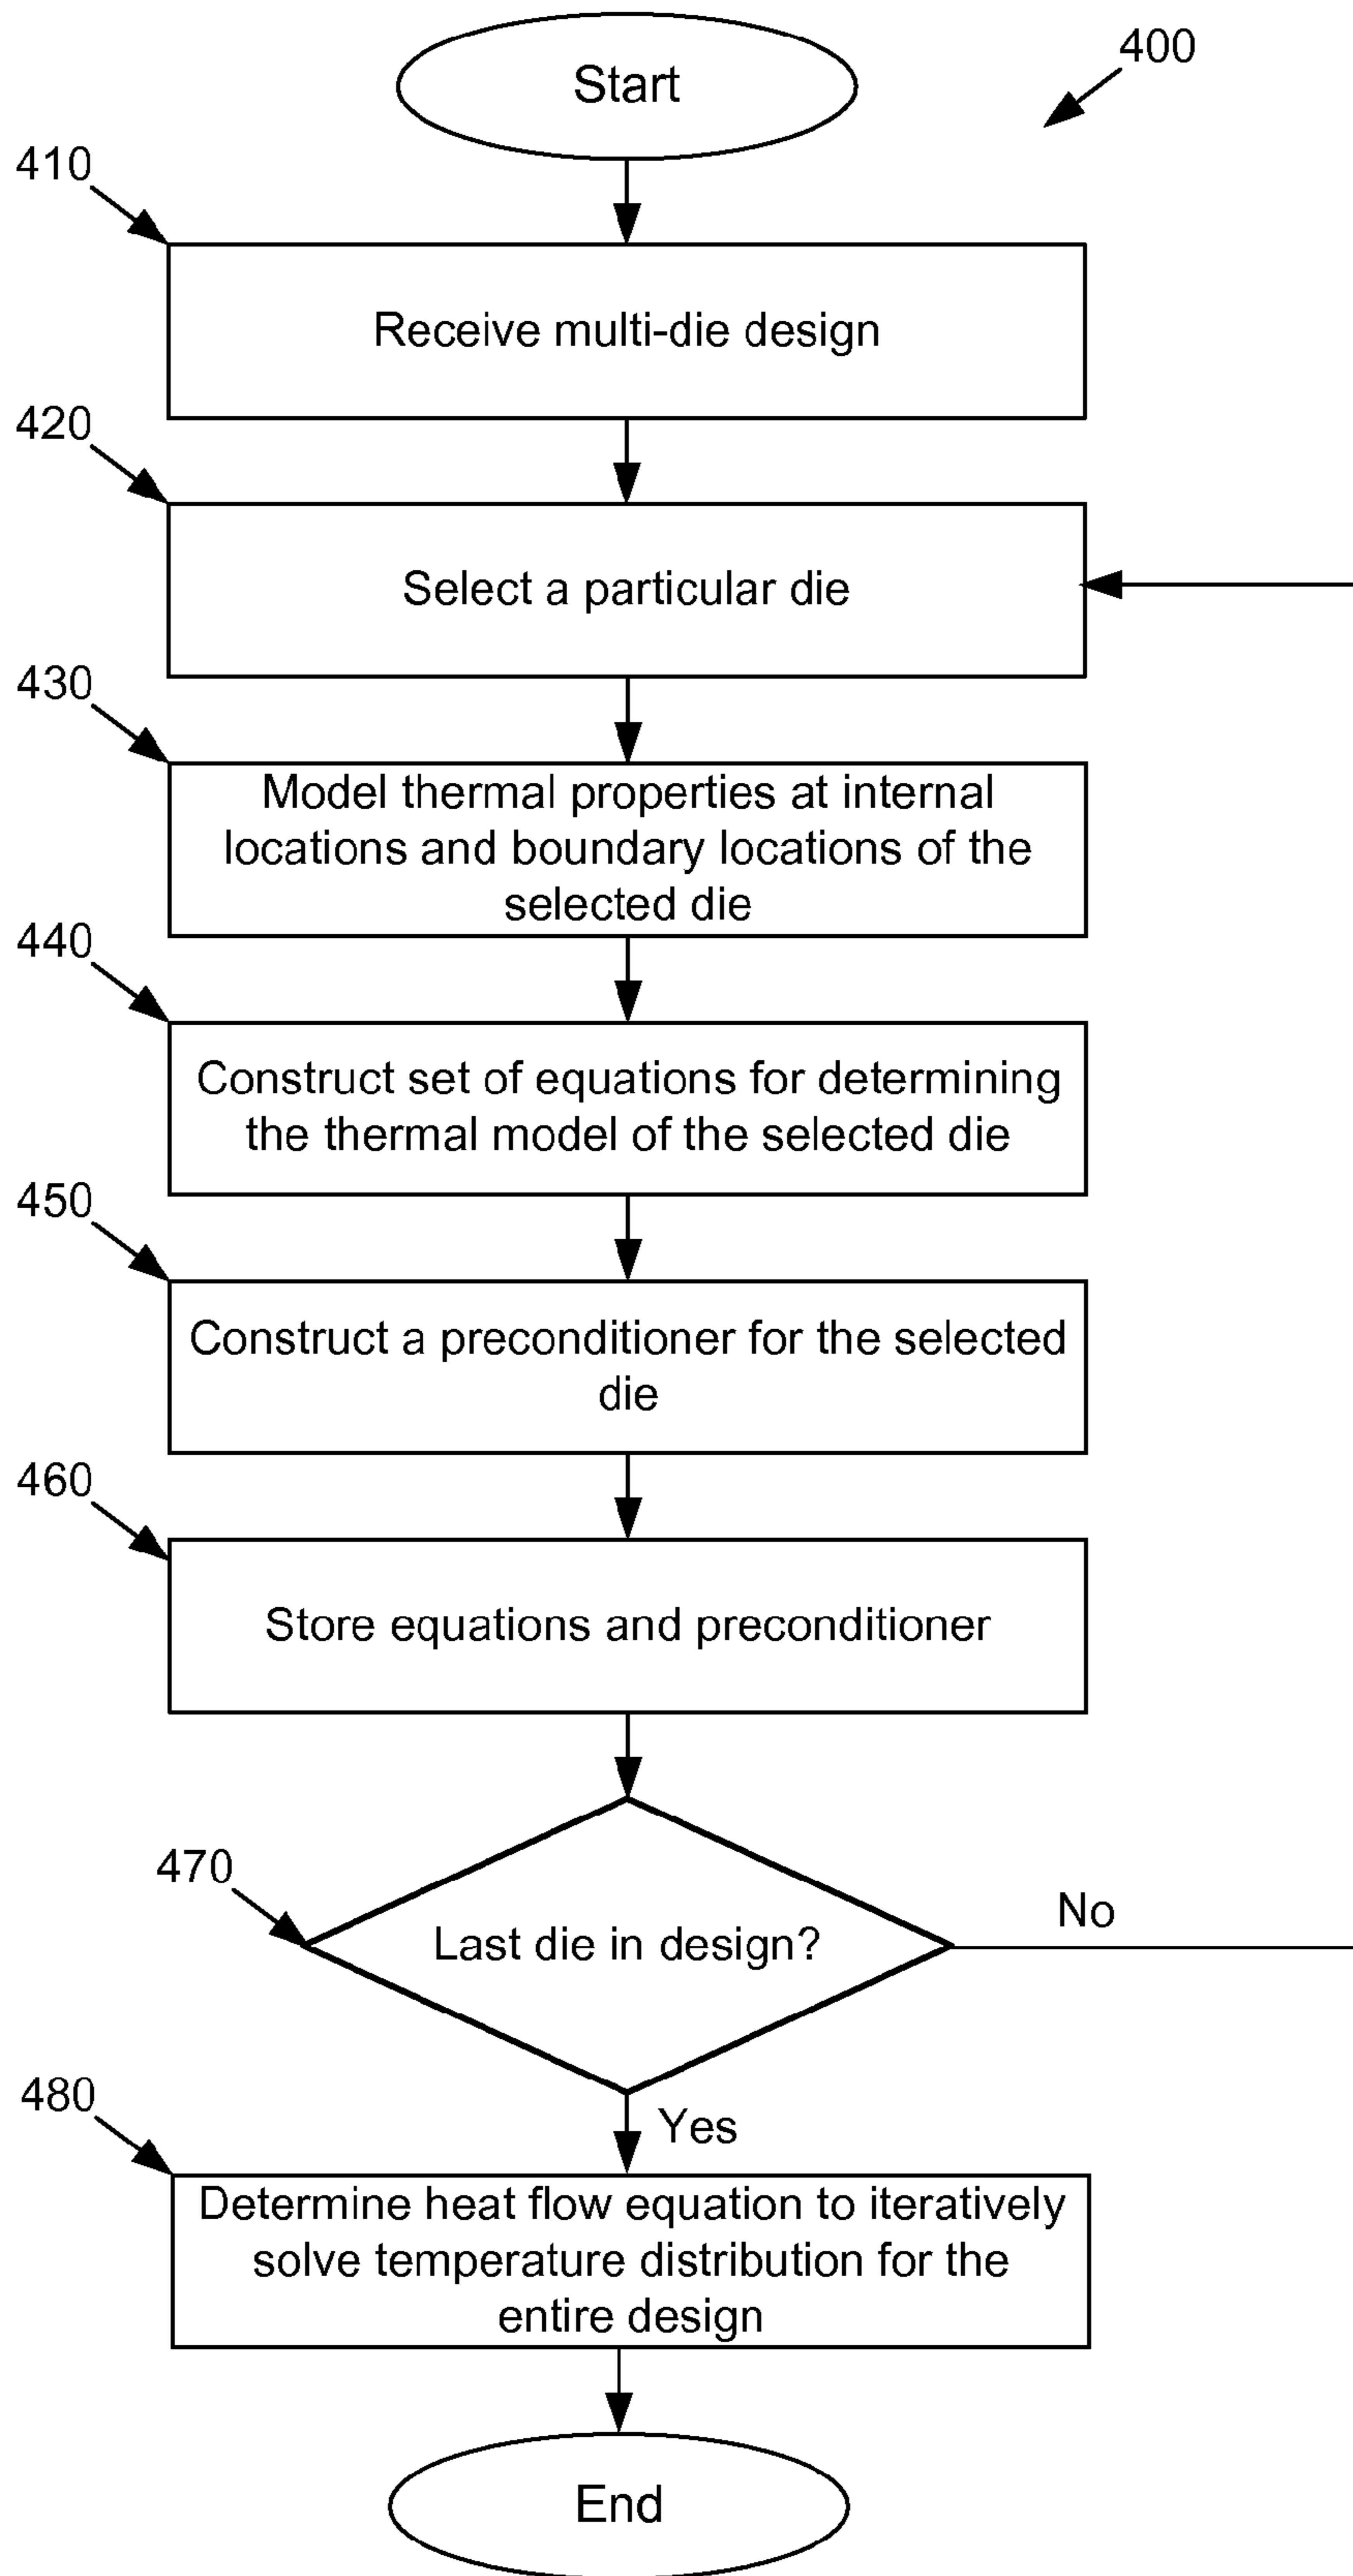 Start
400
410
Receive multi-die design
420
Select a particular die
430
Model thermal properties at internal
locations and boundary locations of the
selected die
440
Construct set of equations for determining
the thermal model of the selected die
450
Construct a preconditioner for the selected
die
460
Store equations and preconditioner
470
Last die in design?
No
Yes
480
Determine heat flow equation to iteratively
solve temperature distribution for the
entire design
End